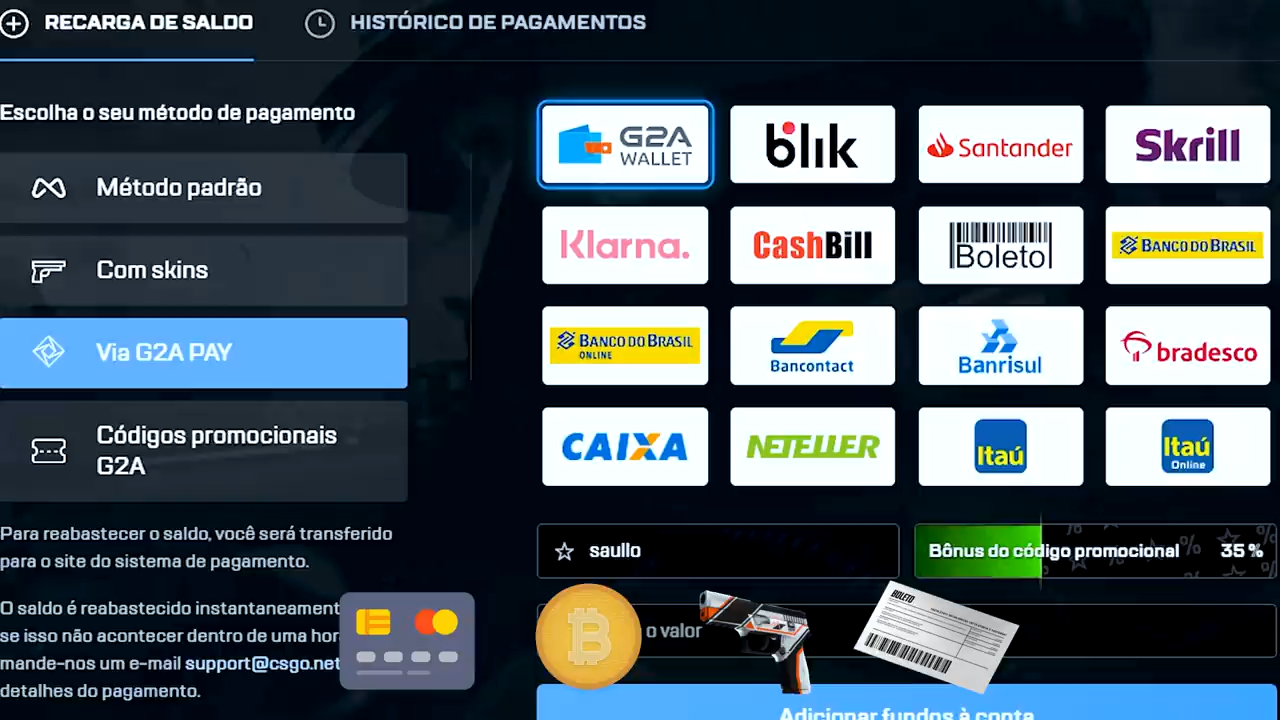 RECARGA DE SALDO
HISTÓRICO DE PAGAMENTOS
Escolha o seu método de pagamento
Método padrão
Com skins
Via G2A PAY
Códigos promocionais
G2A
Para reabastecer o saldo, você será transferido
para o site do sistema de pagamento.
O saldo é reabastecido instantaneament
se isso não acontecer dentro de uma hor
mande-nos um e-mail support@csgo.net
detalhes do pagamento.
G2A
WALLET
blik
Santander
Skrill
Klarna.
CashBill
Boleto
BANCO DO BRASIL
BANCO DO BRASIL
ONLINE
Bancontact
Banrisul
bradesco
CAIXA
NETELLER
Itaú
Itaú
Online
saullo
Bônus do código promocional
35 %
o valor
BOLETO
Adicionar fundos à conta